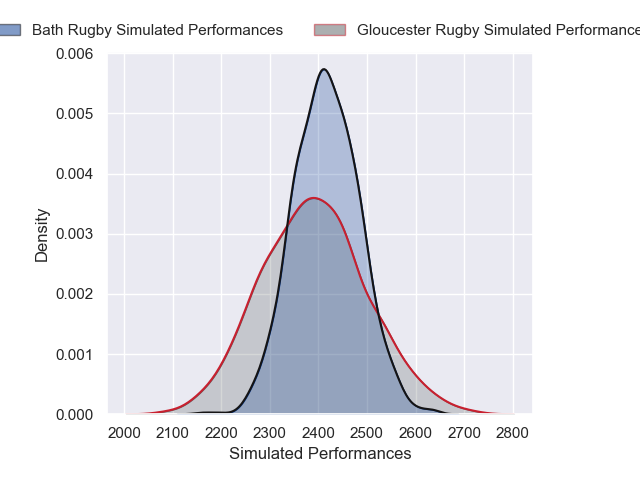 Bath Rugby Simulated Performances Gloucester Rugby Simulated Performance
0.006
0.005
0.004
0.003
0.002
0.001
0.000
Density
2000 2100 2200 2300 2400 2500 2600 2700 2800
Simulated Performances